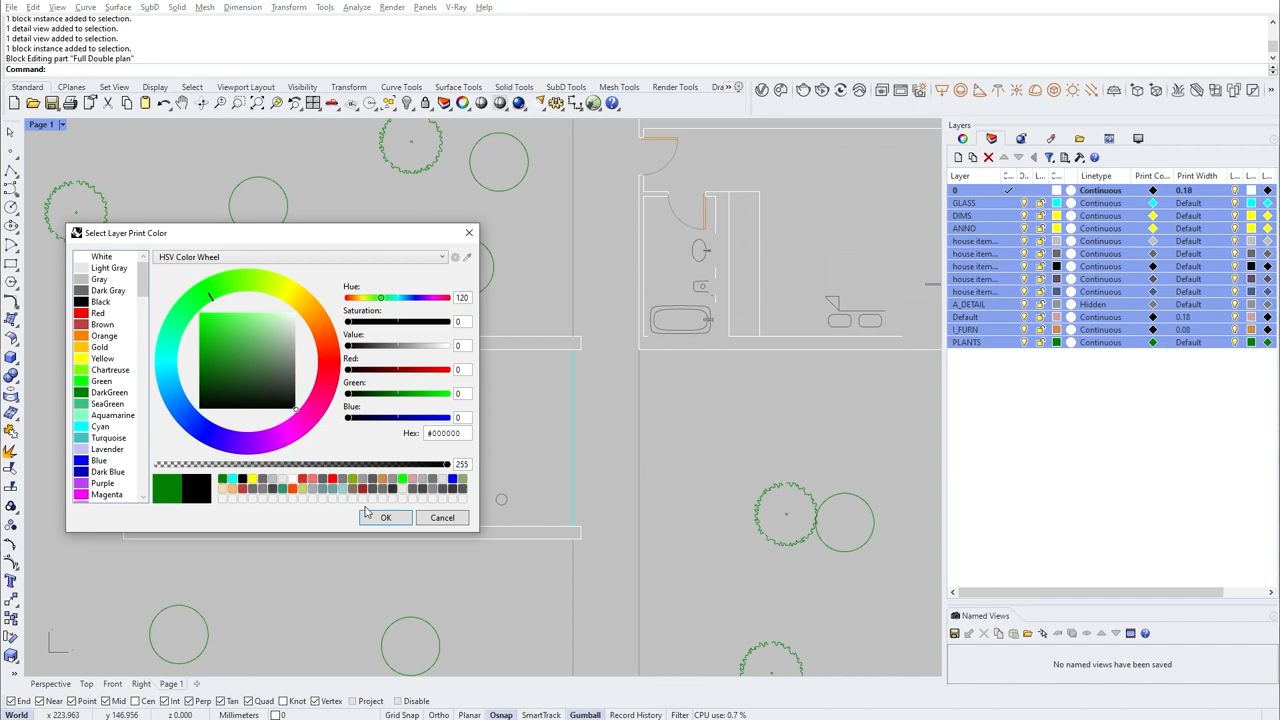 File Edit View Curve Surface SubD Solid Mesh Dimension Transform Tools Analyze Render Panels V-Ray Help
1 block instance added to selection.
1 detail view added to selection.
1 detail view added to selection.
1 block instance added to selection.
Block Editing part "Full Double plan"
Command:
Standard CPlanes Set View Display Select Viewport Layout Visibility Transform Curve Tools Surface Tools Solid Tools SubD Tools Mesh Tools Render Tools Dra
Page 1
Layers
Layer C... D.. L... C... Linetype Print Co... Print Width L... L... L...
0 Continuous 0.18
GLASS Continuous Default
DIMS Continuous Default
ANNO Continuous Default
house item... Continuous Default
house item... Continuous Default
house item... Continuous Default
house item... Continuous Default
house item... Continuous Default
A_DETAIL Hidden Default
Default Continuous 0.18
I_FURN Continuous 0.08
PLANTS Continuous Default
Select Layer Print Color
White
Light Gray
Gray
Dark Gray
Black
Red
Brown
Orange
Gold
Yellow
Chartreuse
Green
DarkGreen
SeaGreen
Aquamarine
Cyan
Turquoise
Lavender
Blue
Dark Blue
Purple
Magenta
HSV Color Wheel
Hue:
120
Saturation:
0
Value:
0
Red:
0
Green:
0
Blue:
0
Hex: #000000
255
OK Cancel
Named Views
No named views have been saved
Perspective Top Front Right Page 1
End Near Point Mid Cen Int Perp Tan Quad Knot Vertex Project Disable
World x 223.963 y 146.956 z 0.000 Millimeters 0 Grid Snap Ortho Planar Osnap SmartTrack Gumball Record History Filter CPU use: 0.7 %